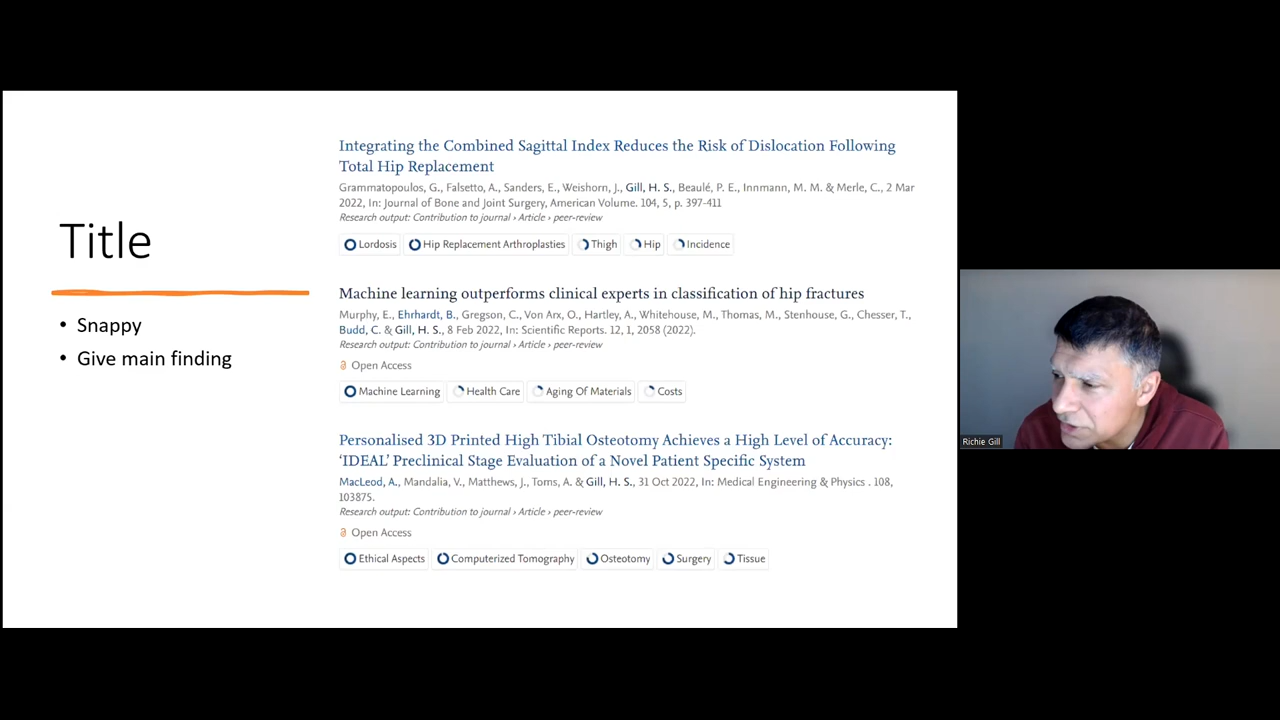 Title
• Snappy
• Give main finding
Integrating the Combined Sagittal Index Reduces the Risk of Dislocation Following
Total Hip Replacement
Grammatopoulos, G., Falsetto, A., Sanders, E., Weishorn, J., Gill, H. S., Beaulé, P. E., Innmann, M. M. & Merle, C., 2 Mar
2022, In: Journal of Bone and Joint Surgery, American Volume. 104, 5, p. 397-411
Research output: Contribution to journal › Article › peer-review
Lordosis Hip Replacement Arthroplasties Thigh Hip Incidence
Machine learning outperforms clinical experts in classification of hip fractures
Murphy, E., Ehrhardt, B., Gregson, C., Von Arx, O., Hartley, A., Whitehouse, M., Thomas, M., Stenhouse, G., Chesser, T.,
Budd, C. & Gill, H. S., 8 Feb 2022, In: Scientific Reports. 12, 1, 2058 (2022).
Research output: Contribution to journal › Article › peer-review
Open Access
Machine Learning Health Care Aging Of Materials Costs
Personalised 3D Printed High Tibial Osteotomy Achieves a High Level of Accuracy:
‘IDEAL’ Preclinical Stage Evaluation of a Novel Patient Specific System
MacLeod, A., Mandalia, V., Matthews, J., Toms, A. & Gill, H. S., 31 Oct 2022, In: Medical Engineering & Physics . 108,
103875.
Research output: Contribution to journal › Article › peer-review
Open Access
Ethical Aspects Computerized Tomography Osteotomy Surgery Tissue
Richie Gill